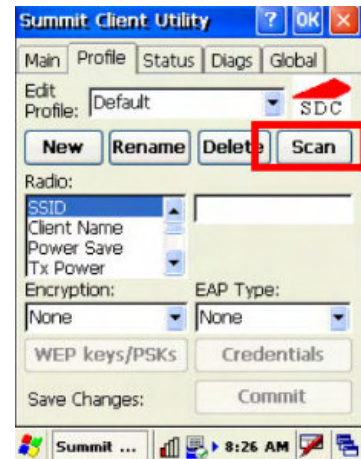 Summit Client Utility ? OK ×
Main Profile Status Diags Global
Edit Profile: Default SDC
New Rename Delete Scan
Radio:
SSID
Client Name
Power Save
Tx Power
Encryption: EAP Type:
None None
WEP keys/PSKs Credentials
Save Changes: Commit
Summit ... 8:26 AM